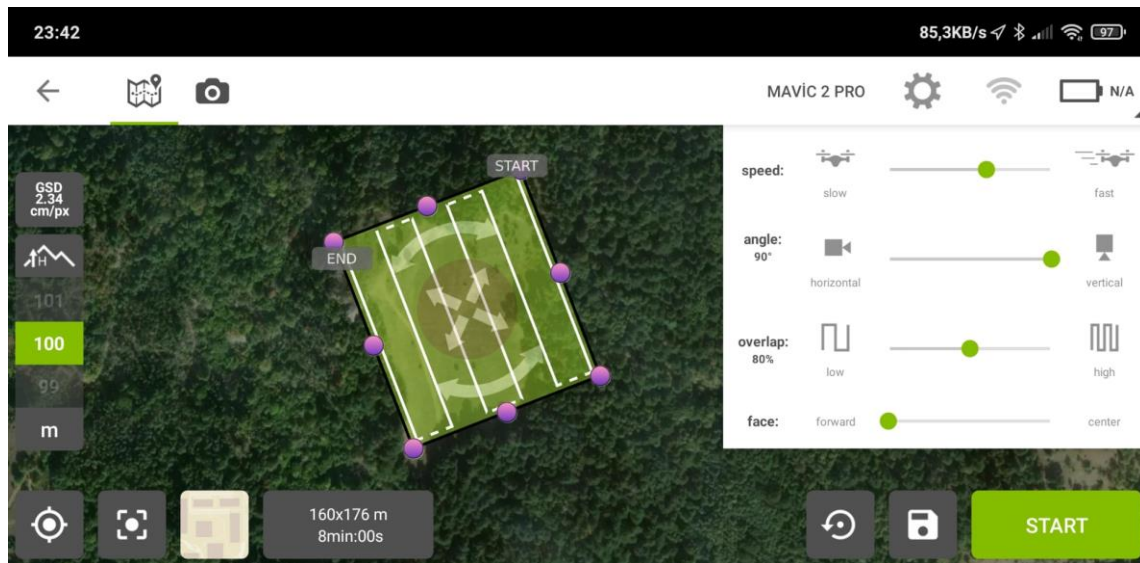 23:42
85,3KB/s
97
MAVİC 2 PRO
N/A
GSD
2.34
cm/px
H
101
100
99
m
START
END
speed:
slow
fast
angle:
90°
horizontal
vertical
overlap:
80%
low
high
face:
forward
center
160x176 m
8min:00s
START